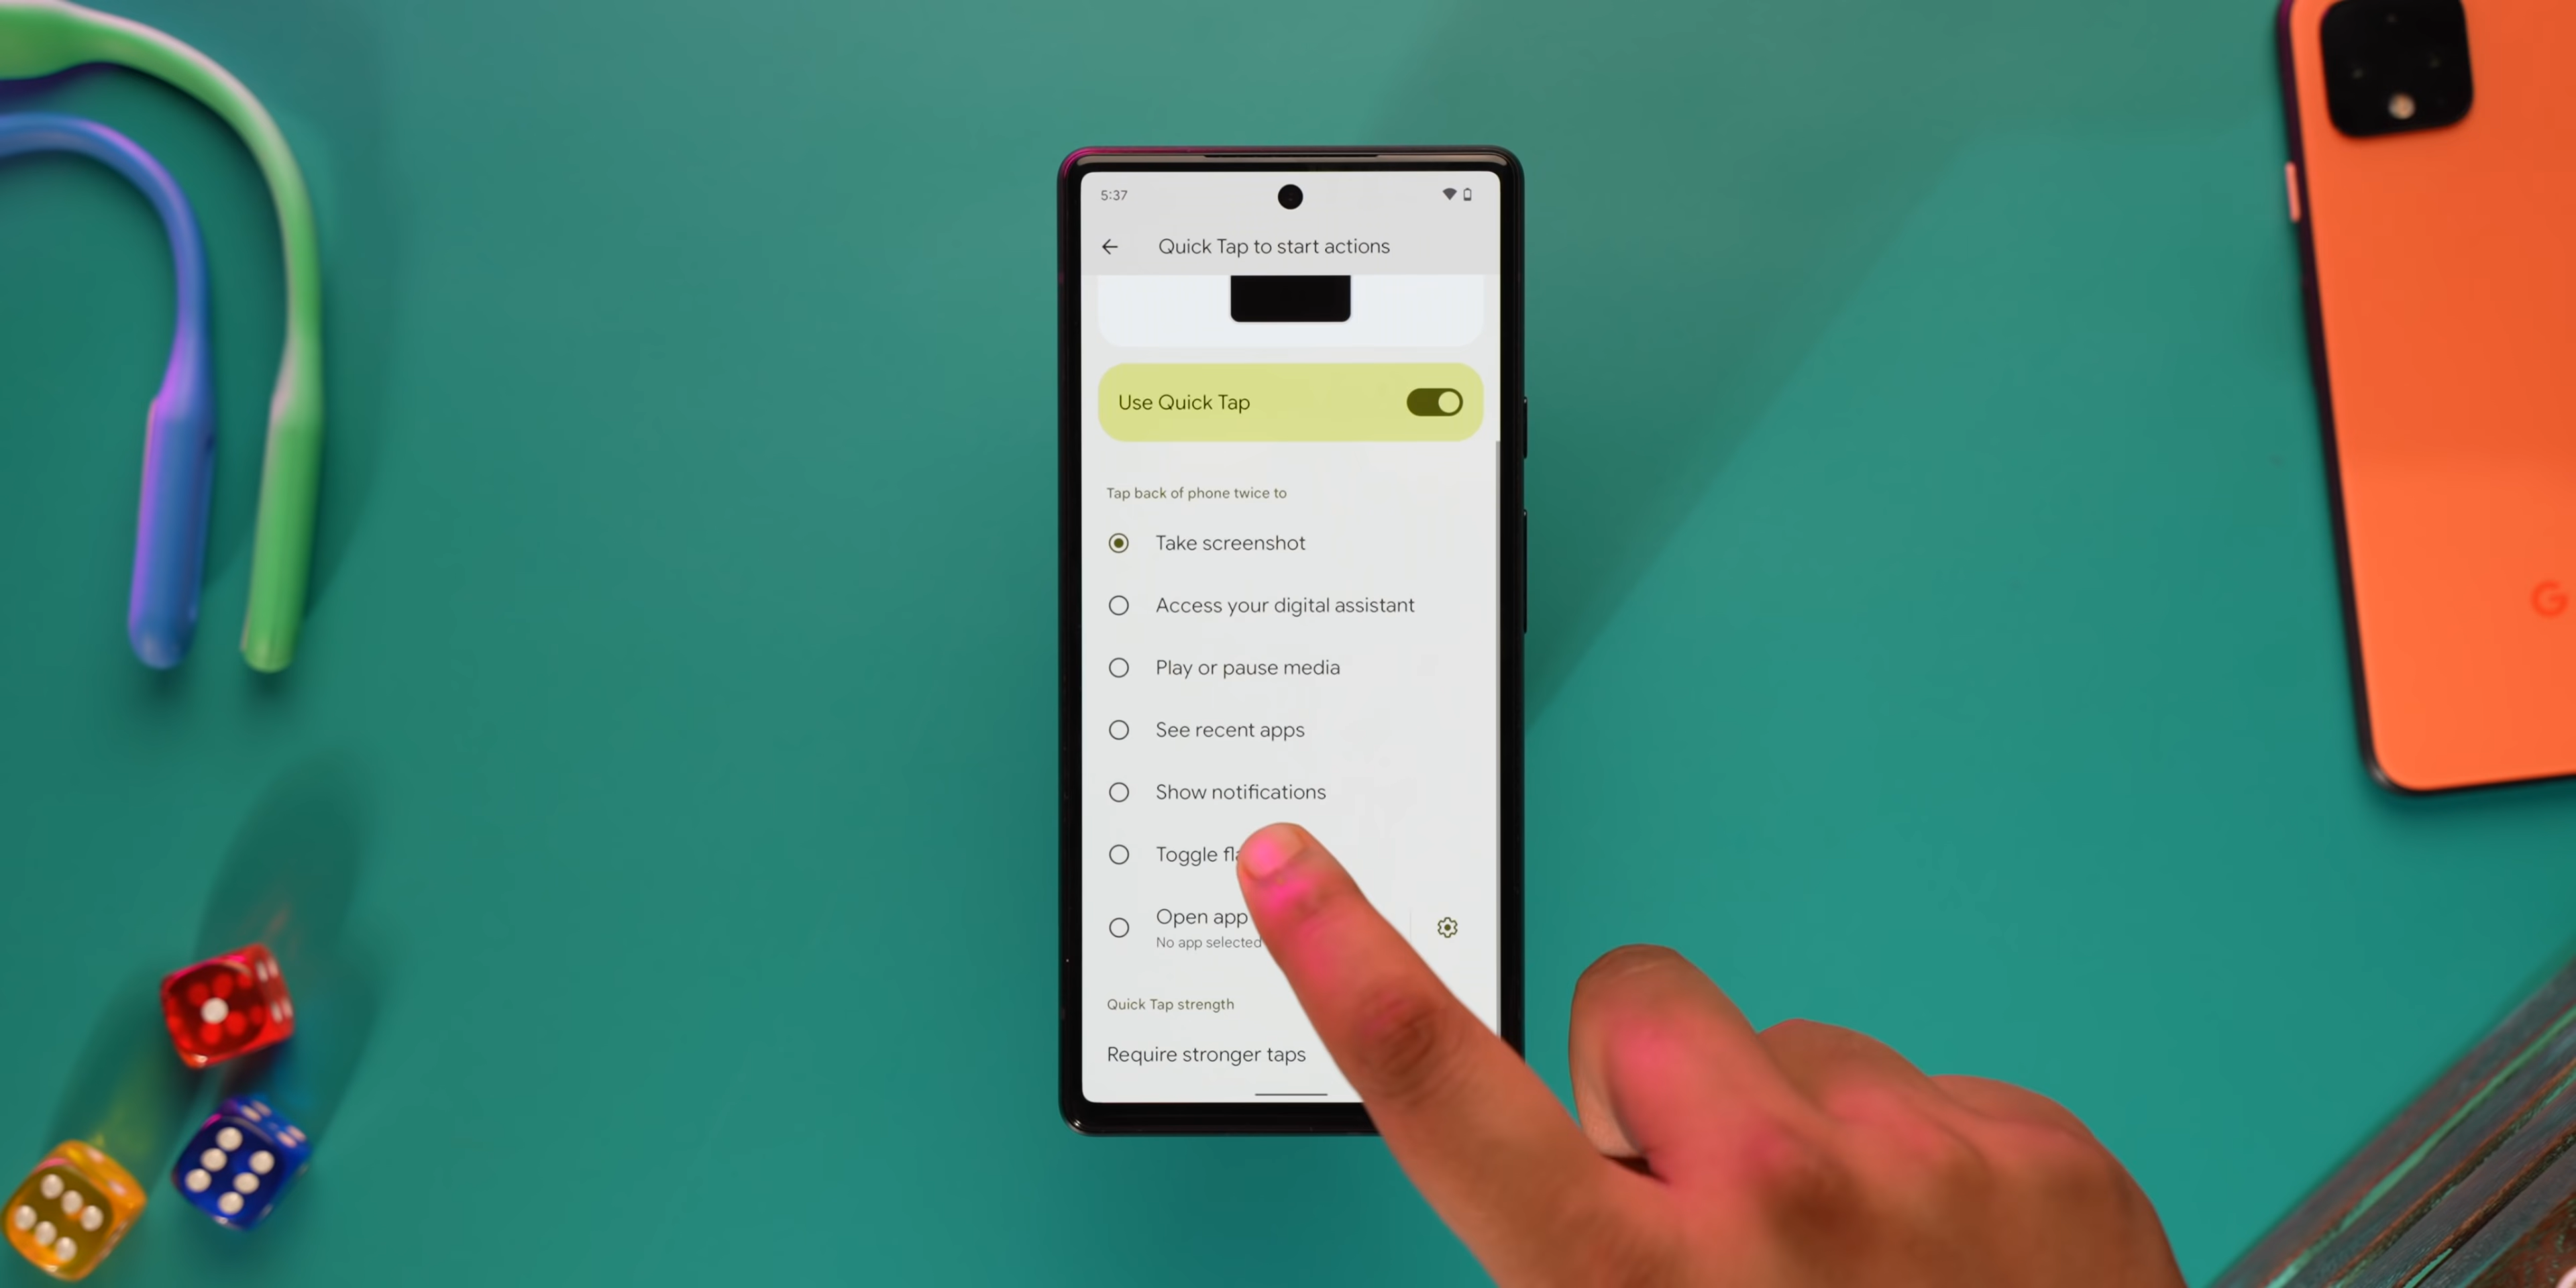 5:37
Quick Tap to start actions
Use Quick Tap
Tap back of phone twice to
Take screenshot
Access your digital assistant
Play or pause media
See recent apps
Show notifications
Toggle
Open app
No app selected
Quick Tap strength
Require stronger taps
G